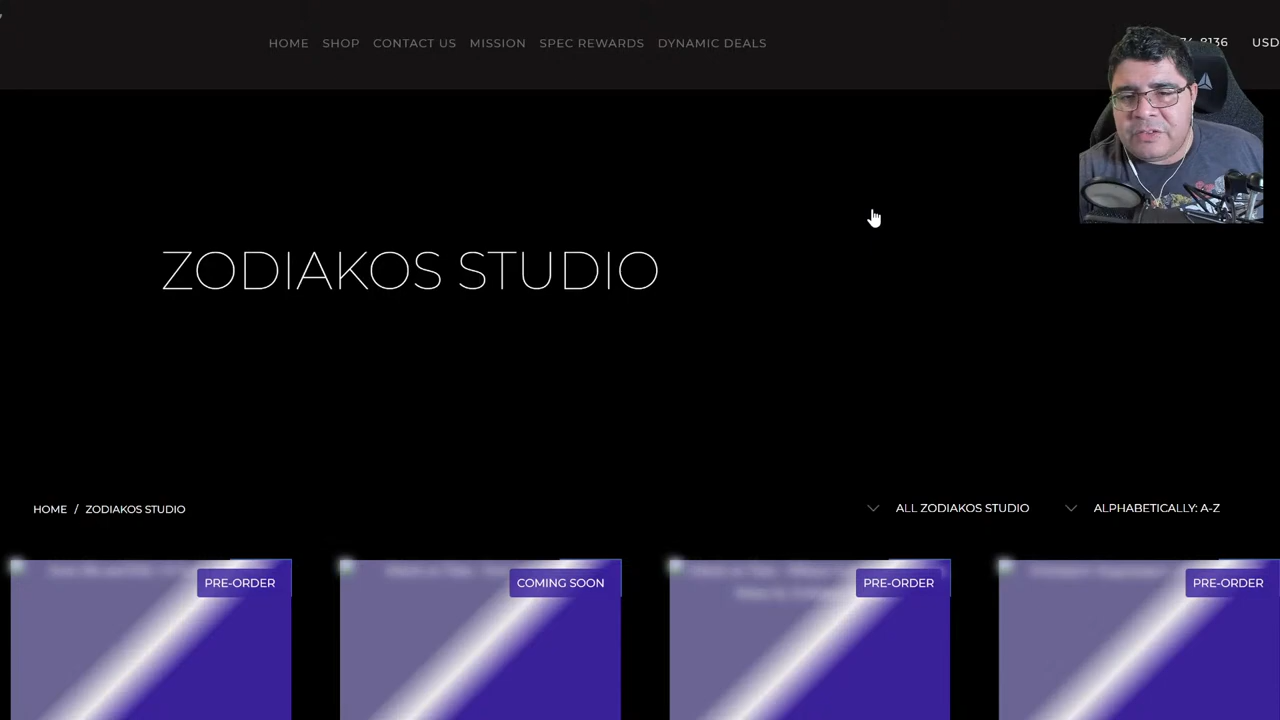 HOME SHOP CONTACT US MISSION SPEC REWARDS DYNAMIC DEALS 8136 USD
ZODIAKOS STUDIO
HOME / ZODIAKOS STUDIO ALL ZODIAKOS STUDIO ALPHABETICALLY: A-Z
PRE-ORDER COMING SOON PRE-ORDER PRE-ORDER